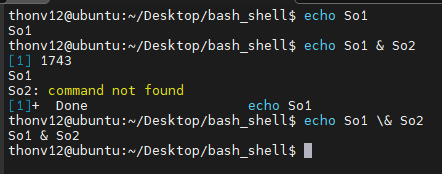 thonv12@ubuntu:~/Desktop/bash_shell$ echo So1
So1
thonv12@ubuntu:~/Desktop/bash_shell$ echo So1 & So2
[1] 1743
So1
So2: command not found
[1]+  Done                    echo So1
thonv12@ubuntu:~/Desktop/bash_shell$ echo So1 \& So2
So1 & So2
thonv12@ubuntu:~/Desktop/bash_shell$